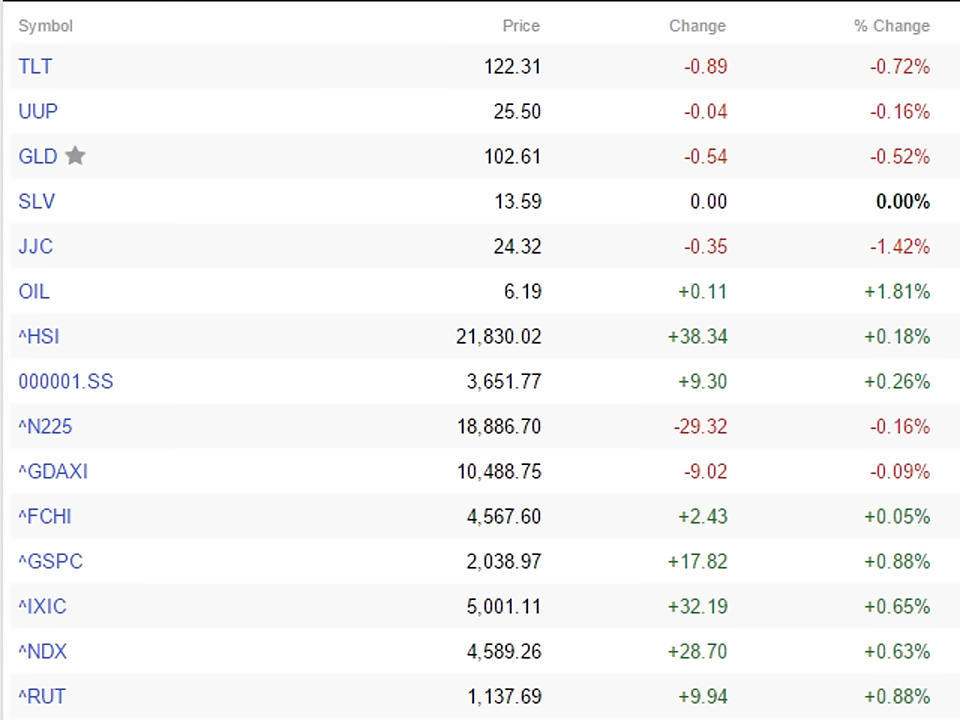 Symbol Price Change % Change
TLT 122.31 -0.89 -0.72%
UUP 25.50 -0.04 -0.16%
GLD 102.61 -0.54 -0.52%
SLV 13.59 0.00 0.00%
JJC 24.32 -0.35 -1.42%
OIL 6.19 +0.11 +1.81%
^HSI 21,830.02 +38.34 +0.18%
000001.SS 3,651.77 +9.30 +0.26%
^N225 18,886.70 -29.32 -0.16%
^GDAXI 10,488.75 -9.02 -0.09%
^FCHI 4,567.60 +2.43 +0.05%
^GSPC 2,038.97 +17.82 +0.88%
^IXIC 5,001.11 +32.19 +0.65%
^NDX 4,589.26 +28.70 +0.63%
^RUT 1,137.69 +9.94 +0.88%